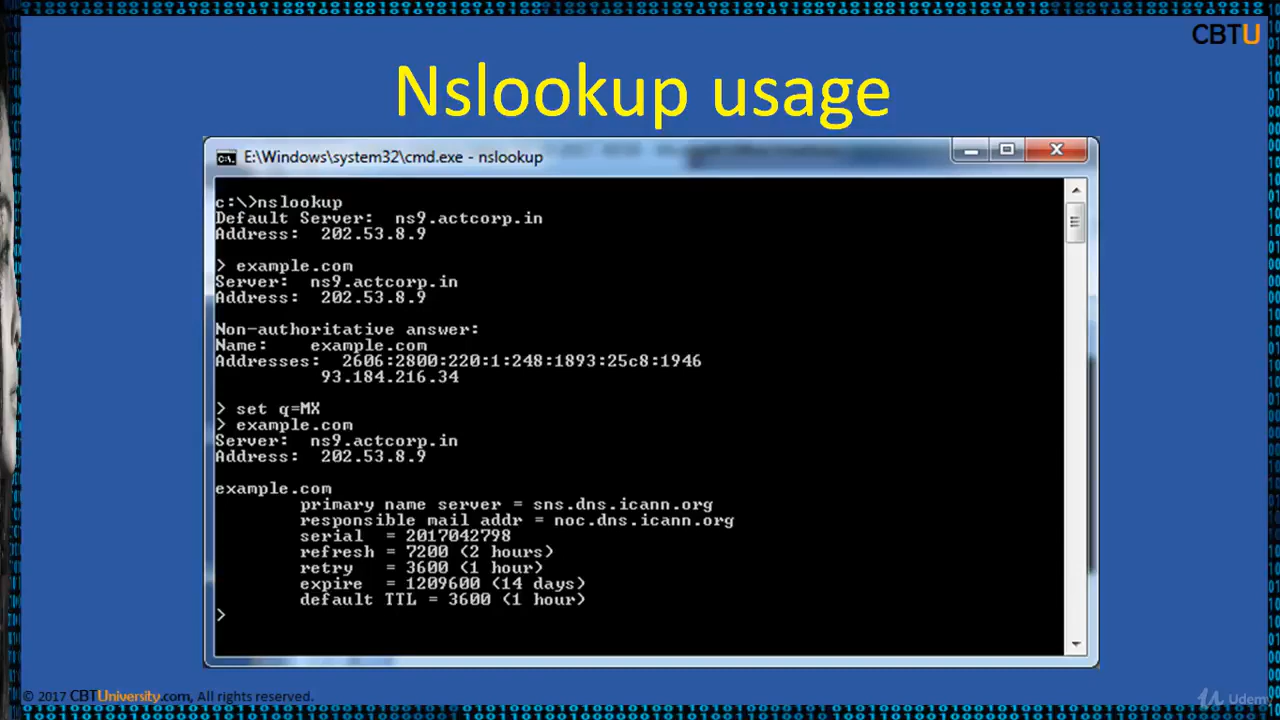 CBTU
Nslookup usage
E:\Windows\system32\cmd.exe - nslookup
c:\>nslookup
Default Server:  ns9.actcorp.in
Address:  202.53.8.9
> example.com
Server:  ns9.actcorp.in
Address:  202.53.8.9
Non-authoritative answer:
Name:    example.com
Addresses:  2606:2800:220:1:248:1893:25c8:1946
93.184.216.34
> set q=MX
> example.com
Server:  ns9.actcorp.in
Address:  202.53.8.9
example.com
primary name server = sns.dns.icann.org
responsible mail addr = noc.dns.icann.org
serial  = 2017042798
refresh = 7200 (2 hours)
retry   = 3600 (1 hour)
expire  = 1209600 (14 days)
default TTL = 3600 (1 hour)
>
© 2017 CBTUniversity.com, All rights reserved.
Udemy